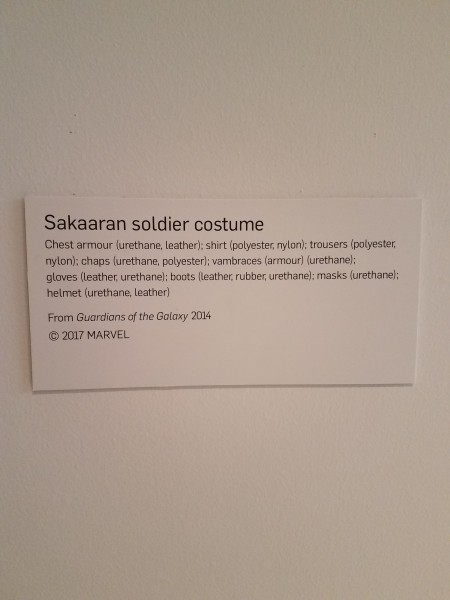 Sakaaran soldier costume
Chest armour (urethane, leather); shirt (polyester, nylon); trousers (polyester,
nylon); chaps (urethane, polyester); vambraces (armour) (urethane);
gloves (leather, urethane); boots (leather, rubber, urethane); masks (urethane);
helmet (urethane, leather)
From Guardians of the Galaxy 2014
© 2017 MARVEL